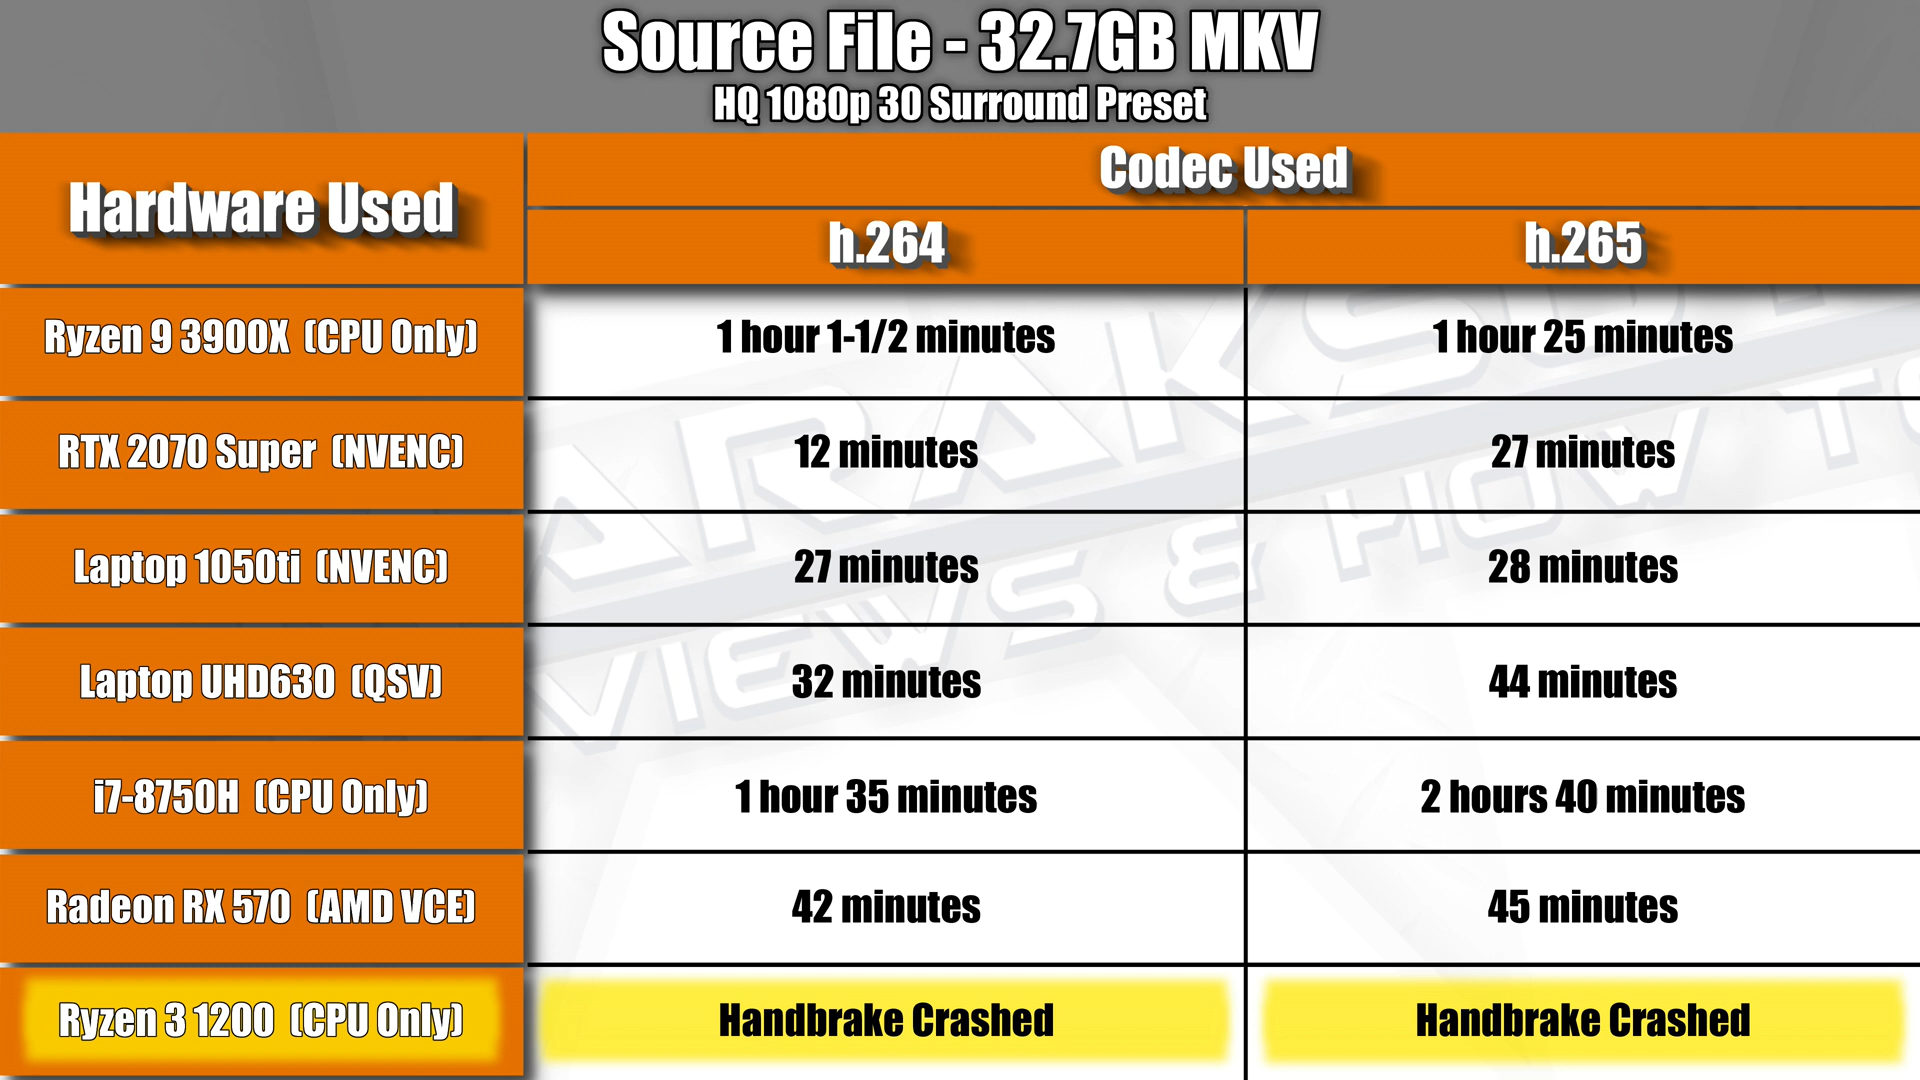 Source File - 32.7GB MKV
HQ 1080p 30 Surround Preset
Hardware Used
Codec Used
h.264
h.265
Ryzen 9 3900X (CPU Only)
1 hour 1-1/2 minutes
1 hour 25 minutes
RTX 2070 Super (NVENC)
12 minutes
27 minutes
Laptop 1050ti (NVENC)
27 minutes
28 minutes
Laptop UHD630 (QSV)
32 minutes
44 minutes
i7-8750H (CPU Only)
1 hour 35 minutes
2 hours 40 minutes
Radeon RX 570 (AMD VCE)
42 minutes
45 minutes
Ryzen 3 1200 (CPU Only)
Handbrake Crashed
Handbrake Crashed